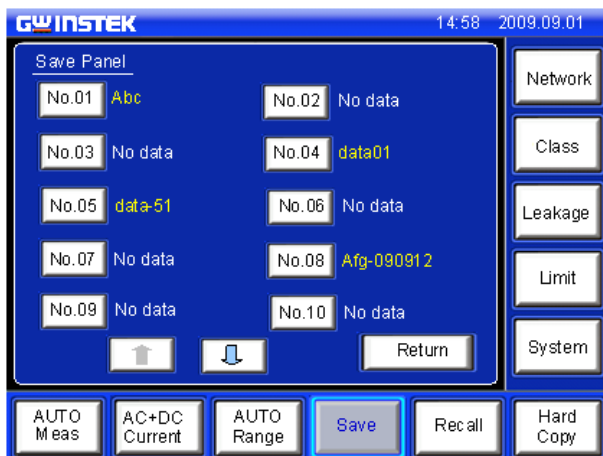 GWINSTEK 14:58 2009.09.01
Save Panel
No.01 Abc
No.02 No data
No.03 No data
No.04 data01
No.05 data-51
No.06 No data
No.07 No data
No.08 Afg-090912
No.09 No data
No.10 No data
Return
Network
Class
Leakage
Limit
System
AUTO
Meas
AC+DC
Current
AUTO
Range
Save
Recall
Hard
Copy